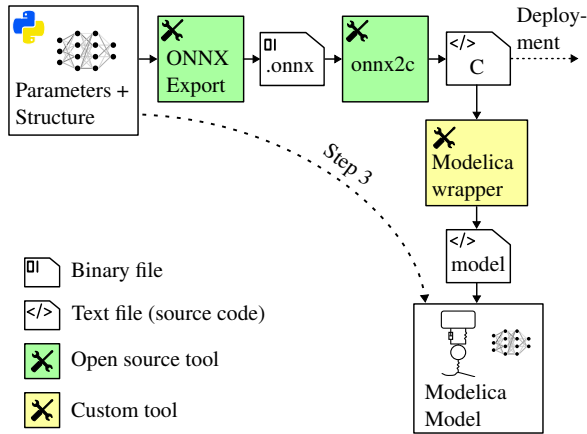 Parameters +
Structure
ONNX
Export
.onnx
onnx2c
</>
C
Deploy-
ment
Step 3
Modelica
wrapper
</>
model
Modelica
Model
Binary file
</>
Text file (source code)
Open source tool
Custom tool